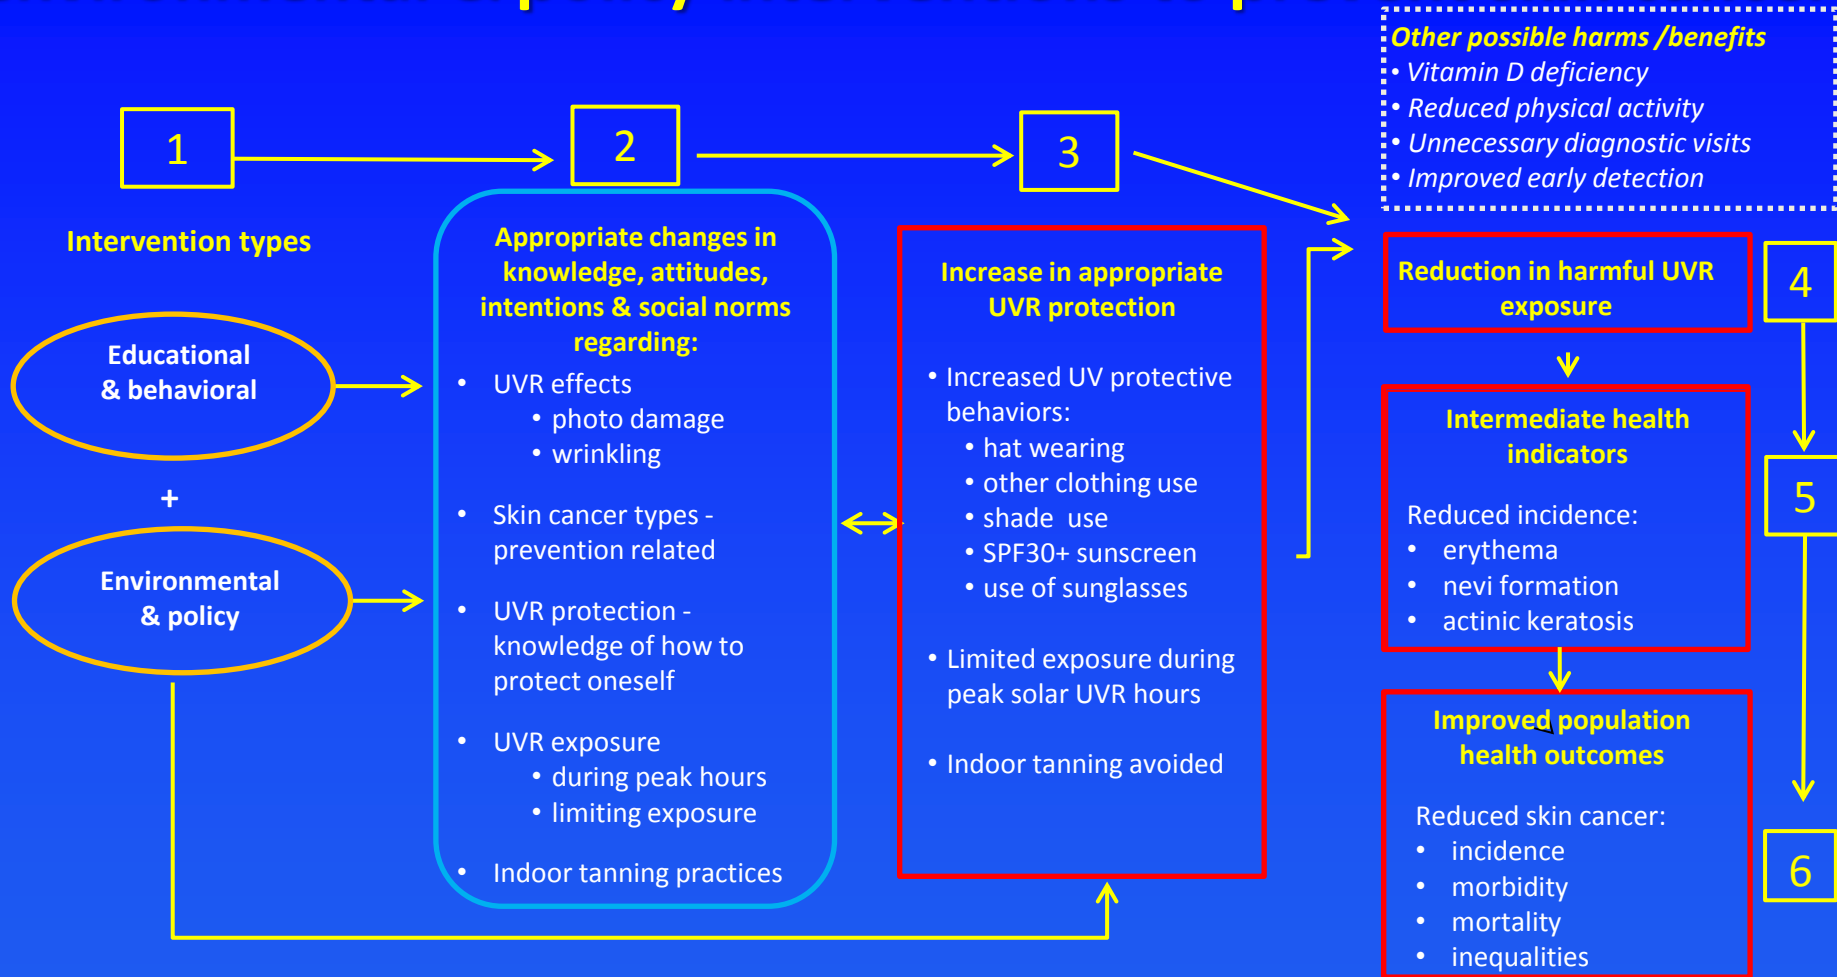 Other possible harms /benefits
• Vitamin D deficiency
• Reduced physical activity
• Unnecessary diagnostic visits
• Improved early detection
1
2
3
Intervention types
Educational
& behavioral
+
Environmental
& policy
Appropriate changes in
knowledge, attitudes,
intentions & social norms
regarding:
• UVR effects
• photo damage
• wrinkling
• Skin cancer types -
prevention related
• UVR protection -
knowledge of how to
protect oneself
• UVR exposure
• during peak hours
• limiting exposure
• Indoor tanning practices
Increase in appropriate
UVR protection
• Increased UV protective
behaviors:
• hat wearing
• other clothing use
• shade use
• SPF30+ sunscreen
• use of sunglasses
• Limited exposure during
peak solar UVR hours
• Indoor tanning avoided
Reduction in harmful UVR
exposure
4
Intermediate health
indicators
Reduced incidence:
• erythema
• nevi formation
• actinic keratosis
5
Improved population
health outcomes
Reduced skin cancer:
• incidence
• morbidity
• mortality
• inequalities
6